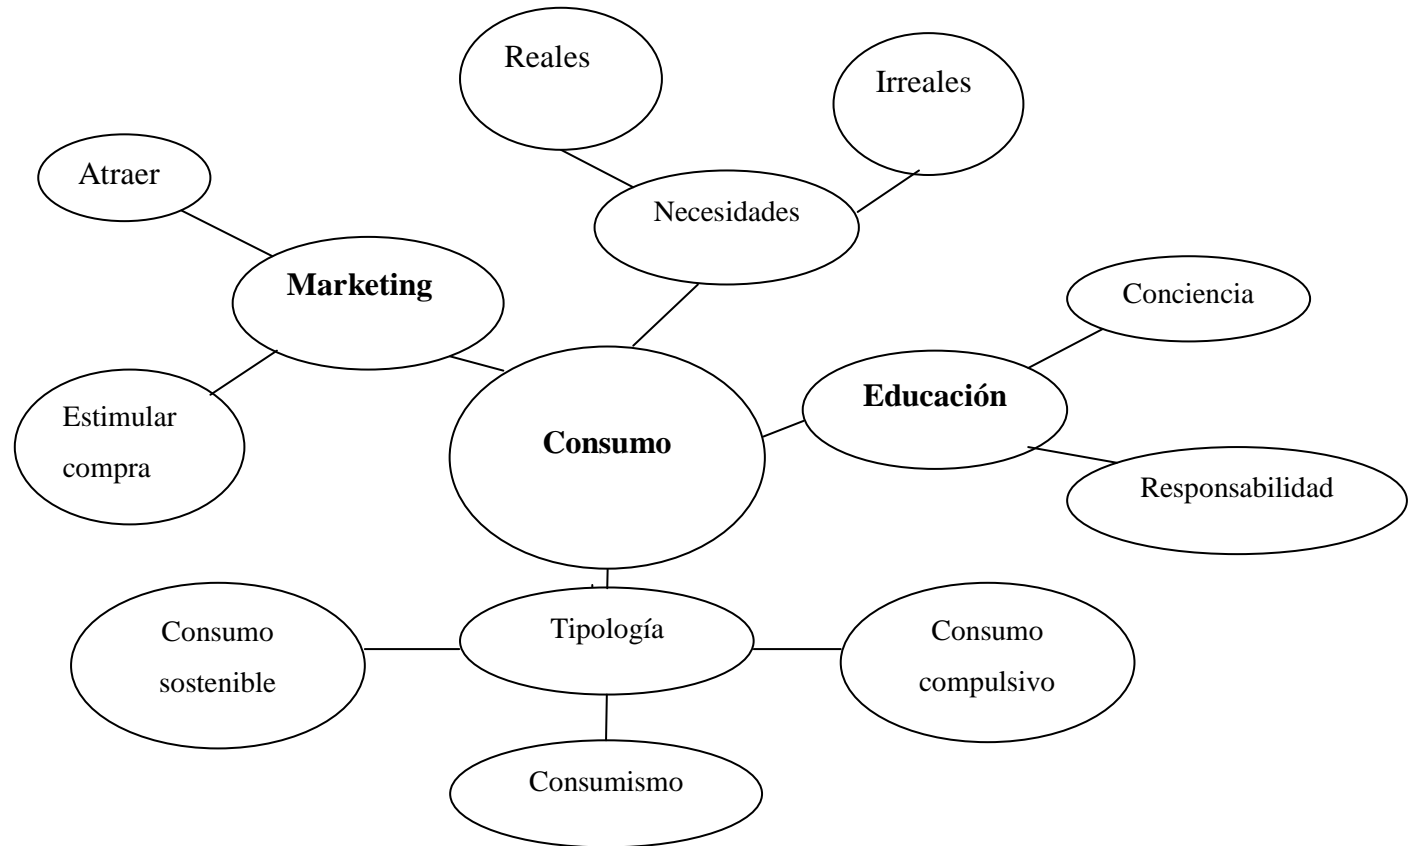 Reales
Irreales
Atraer
Necesidades
Marketing
Conciencia
Educación
Estimular
compra
Consumo
Responsabilidad
Consumo
sostenible
Tipología
Consumo
compulsivo
Consumismo